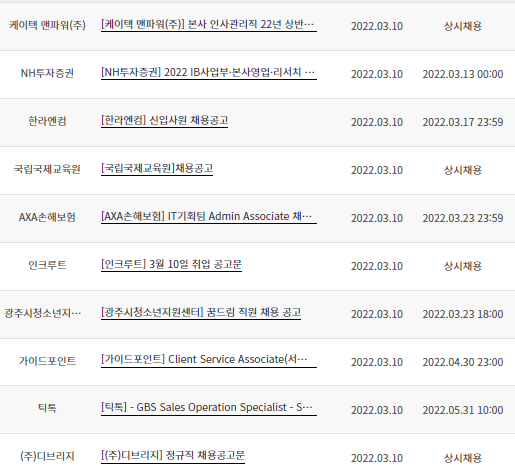 케이텍 맨파워(주) [케이텍 맨파워(주)] 본사 인사관리직 22년 상반⋯ 2022.03.10 상시채용
NH투자증권 [NH투자증권] 2022 IB사업부·본사영업·리서치 ⋯ 2022.03.10 2022.03.13 00:00
한라엔컴 [한라엔컴] 신입사원 채용공고 2022.03.10 2022.03.17 23:59
국립국제교육원 [국립국제교육원]채용공고 2022.03.10 상시채용
AXA손해보험 [AXA손해보험] IT기획팀 Admin Associate 채⋯ 2022.03.10 2022.03.23 23:59
인크루트 [인크루트] 3월 10일 취업 공고문 2022.03.10 상시채용
광주시청소년지⋯ [광주시청소년지원센터] 꿈드림 직원 채용 공고 2022.03.10 2022.03.23 18:00
가이드포인트 [가이드포인트] Client Service Associate(서⋯ 2022.03.10 2022.04.30 23:00
틱톡 [틱톡] - GBS Sales Operation Specialist - S⋯ 2022.03.10 2022.05.31 10:00
(주)디브리지 [(주)디브리지] 정규직 채용공고문 2022.03.10 상시채용